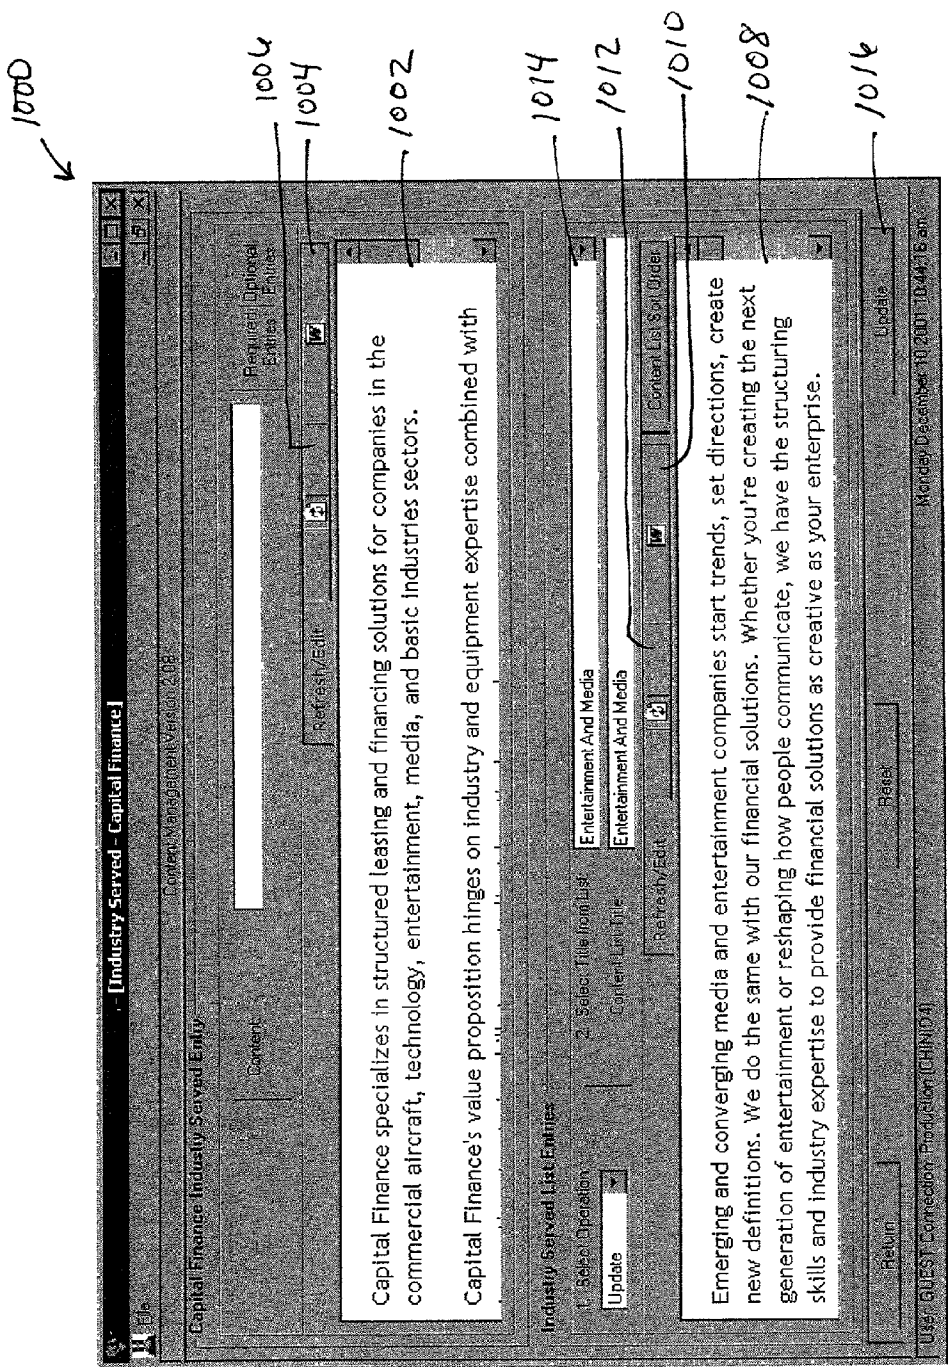 1000
- [Industry Served - Capital Finance]
File
Content Management Version 2.08
Capital Finance Industry Served Entry
Content
Required Entries
Optional Entries
1006
Refresh/Edit
1004
Capital Finance specializes in structured leasing and financing solutions for companies in the
commercial aircraft, technology, entertainment, media, and basic industries sectors.
1002
Capital Finance's value propostion hinges on industry and equipment expertise combined with
Industry Served List Entries
1. Select Operation
2. Select Title from List
Entertainment And Media
1014
Update
Content List Title
Entertainment And Media
1012
Refresh/Edit
Content List Sort Order
1010
Emerging and converging media and entertainment companies start trends, set directions, create
new definitions. We do the same with our financial solutions. Whether you're creating the next
1008
generation of entertainment or reshaping how people communicate, we have the structuring
skills and industry expertise to provide financial solutions as creative as your enterprise.
Return
Reset
Update
1016
User: GUEST Connection: Production (CHIND4)
Monday December 10 2001 10:44:16 am